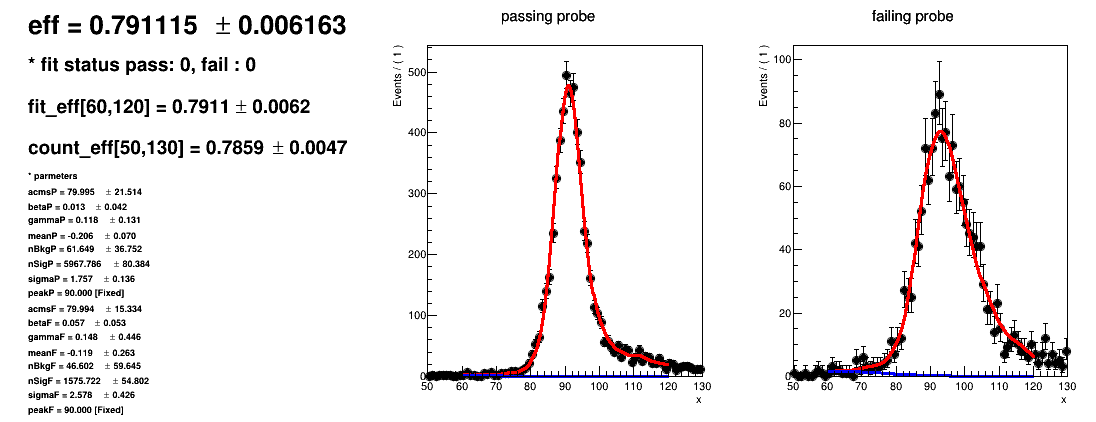 eff = 0.791115 ± 0.006163
* fit status pass: 0, fail : 0
fit_eff[60,120] = 0.7911 ± 0.0062
count_eff[50,130] = 0.7859 ± 0.0047
* parmeters
acmsP = 79.995 ± 21.514
betaP = 0.013 ± 0.042
gammaP = 0.118 ± 0.131
meanP = -0.206 ± 0.070
nBkgP = 61.649 ± 36.752
nSigP = 5967.786 ± 80.384
sigmaP = 1.757 ± 0.136
peakP = 90.000 [Fixed]
acmsF = 79.994 ± 15.334
betaF = 0.057 ± 0.053
gammaF = 0.148 ± 0.446
meanF = -0.119 ± 0.263
nBkgF = 46.602 ± 59.645
nSigF = 1575.722 ± 54.802
sigmaF = 2.578 ± 0.426
peakF = 90.000 [Fixed]
passing probe
Events / ( 1 )
500
400
300
200
100
0
50 60 70 80 90 100 110 120 130
x
failing probe
Events / ( 1 )
100
80
60
40
20
0
50 60 70 80 90 100 110 120 130
x